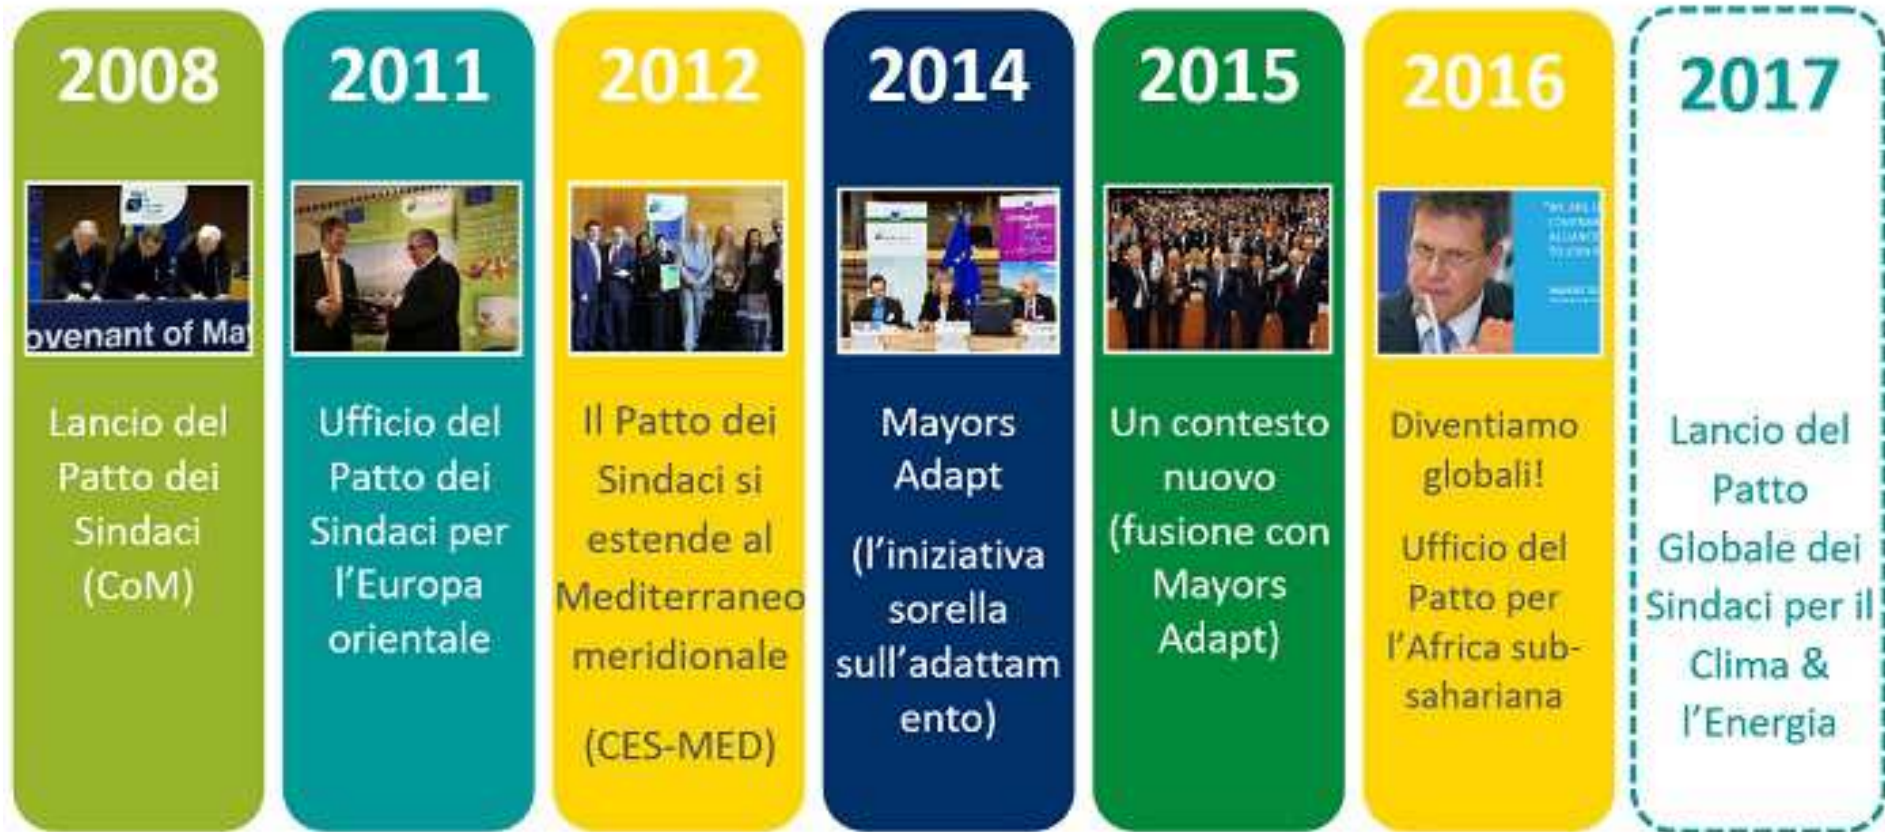 2008
ovenant of May
Lancio del
Patto dei
Sindaci
(CoM)
2011
Ufficio del
Patto dei
Sindaci per
l'Europa
orientale
2012
Il Patto dei
Sindaci si
estende al
Mediterraneo
meridionale
(CES-MED)
2014
Mayors
Adapt
(l'iniziativa
sorella
sull'adattam
ento)
2015
Un contesto
nuovo
(fusione con
Mayors
Adapt)
2016
"WE ARE
Diventiamo
globali!
Ufficio del
Patto per
l'Africa sub-
sahariana
2017
Lancio del
Patto
Globale dei
Sindaci per il
Clima &
l'Energia